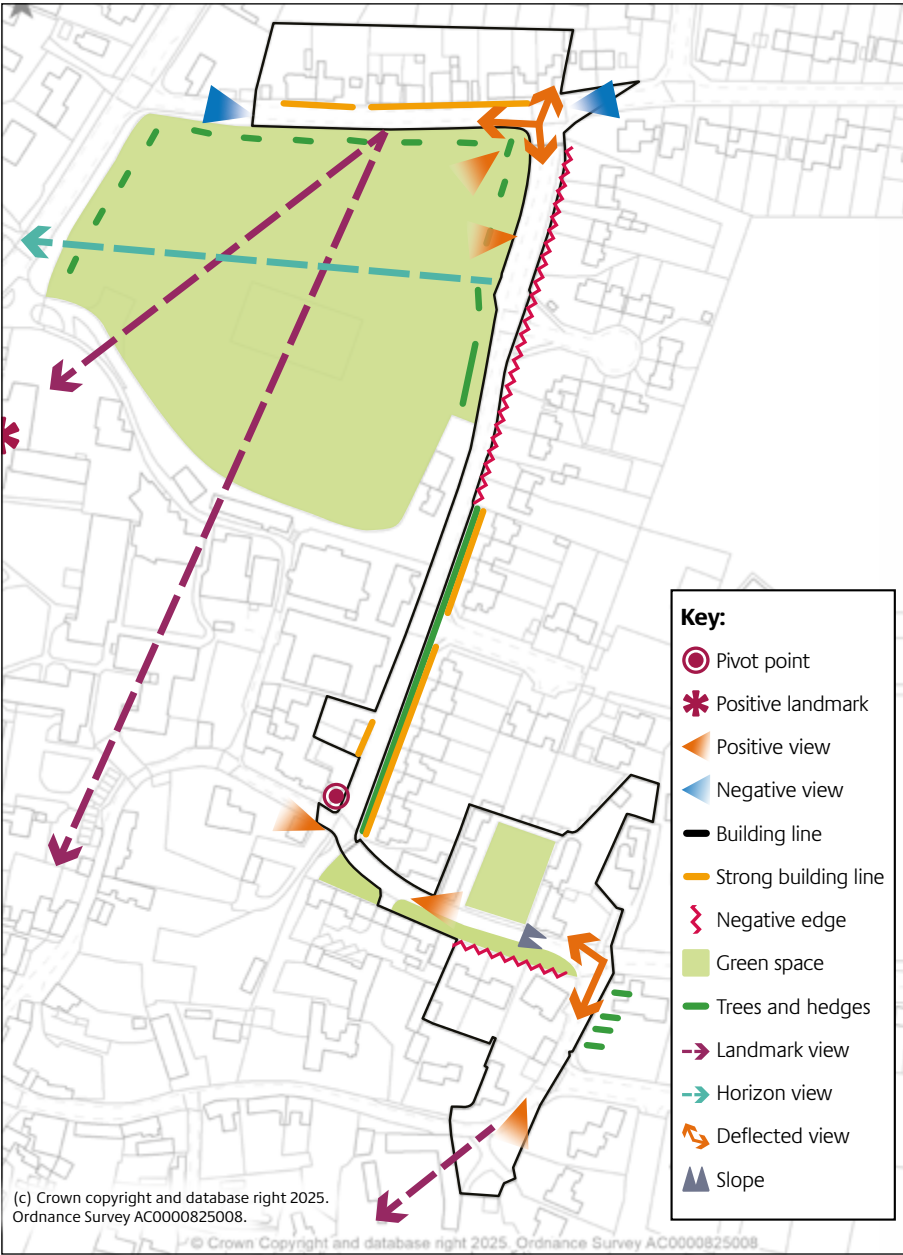 Key:
Pivot point
Positive landmark
Positive view
Negative view
Building line
Strong building line
Negative edge
Green space
Trees and hedges
Landmark view
Horizon view
Deflected view
Slope
(c) Crown copyright and database right 2025.
Ordnance Survey AC0000825008.
© Crown Copyright and database right 2025. Ordnance Survey AC0000825008